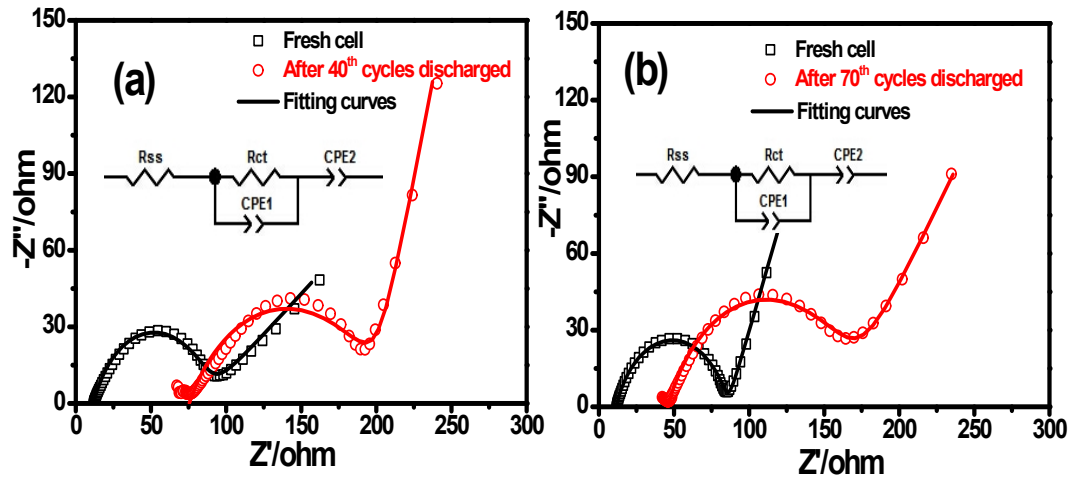 (a)
Fresh cell
After 40th cycles discharged
Fitting curves
Rss
Rct
CPE2
CPE1
-Z''/ohm
150
120
90
60
30
0
0 50 100 150 200 250 300
Z'/ohm
(b)
Fresh cell
After 70th cycles discharged
Fitting curves
Rss
Rct
CPE2
CPE1
-Z''/ohm
150
120
90
60
30
0
0 50 100 150 200 250 300
Z'/ohm